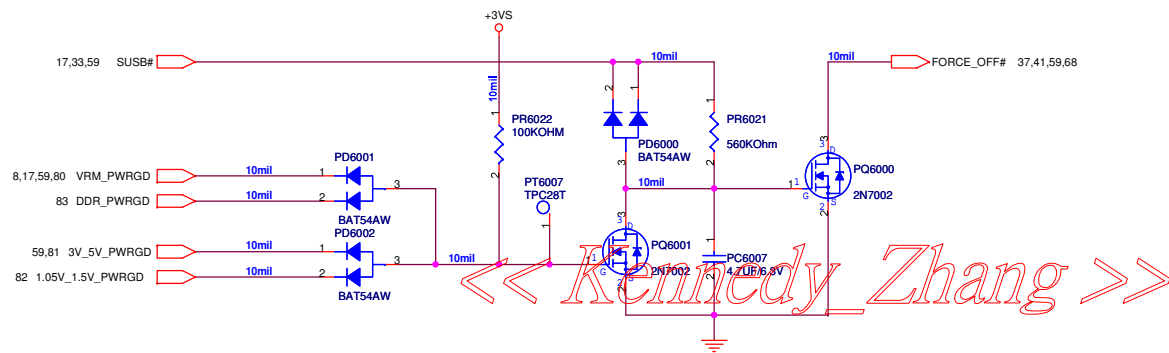 +3VS
17,33,59 SUSB#
10mil
10mil
FORCE_OFF# 37,41,59,68
10mil
1
PR6022
100KOHM
2
2
1
PD6000
BAT54AW
3
1
PR6021
560KOhm
2
3
D
PQ6000
1
G
S
2
2N7002
PD6001
8,17,59,80 VRM_PWRGD
10mil
1
3
83 DDR_PWRGD
10mil
2
BAT54AW
PT6007
TPC28T
1
10mil
PD6002
59,81 3V_5V_PWRGD
10mil
1
3
82 1.05V_1.5V_PWRGD
10mil
2
BAT54AW
10mil
3
D
PQ6001
1
G
S
2
2N7002
1
PC6007
4.7UF/6.3V
2
<< Kennedy_Zhang >>